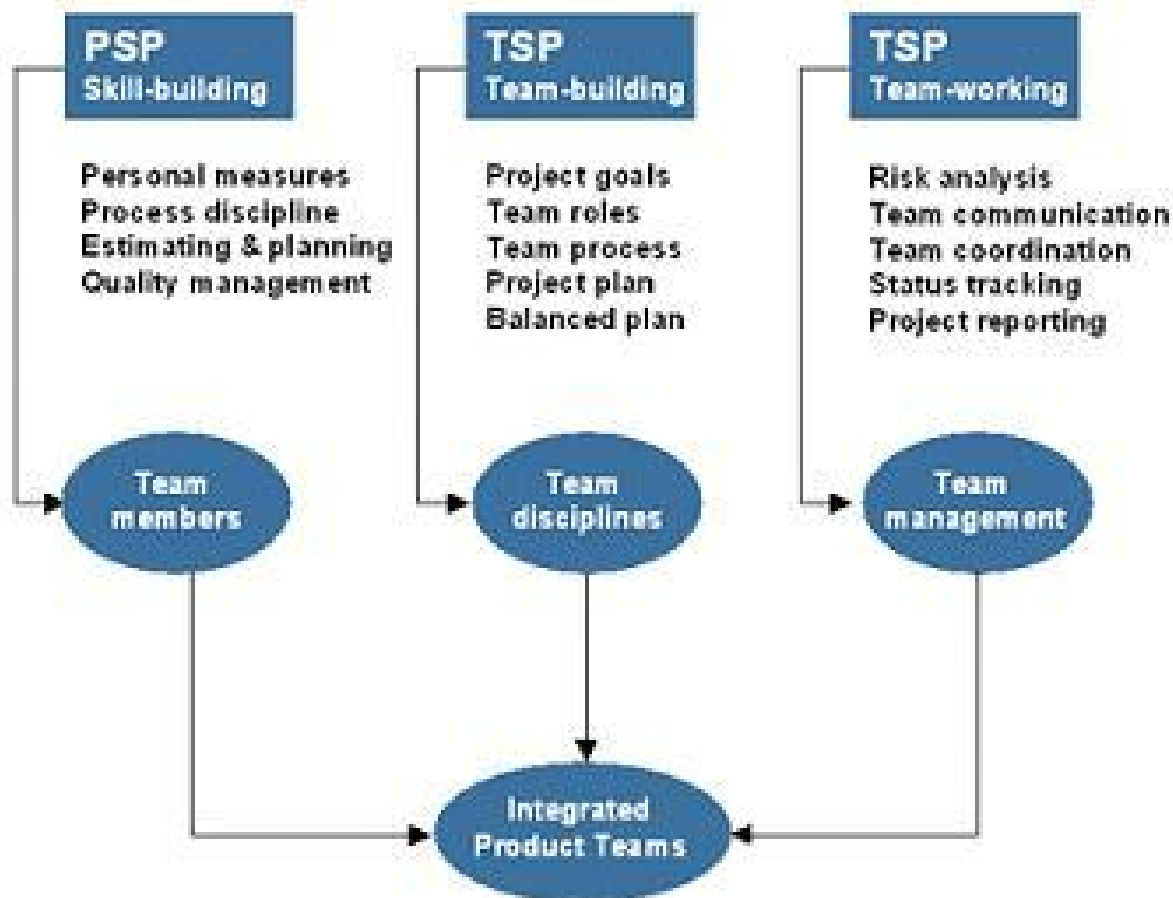 PSP
Skill-building
Personal measures
Process discipline
Estimating & planning
Quality management
Team
members
TSP
Team-building
Project goals
Team roles
Team process
Project plan
Balanced plan
Team
disciplines
TSP
Team-working
Risk analysis
Team communication
Team coordination
Status tracking
Project reporting
Team
management
Integrated
Product Teams